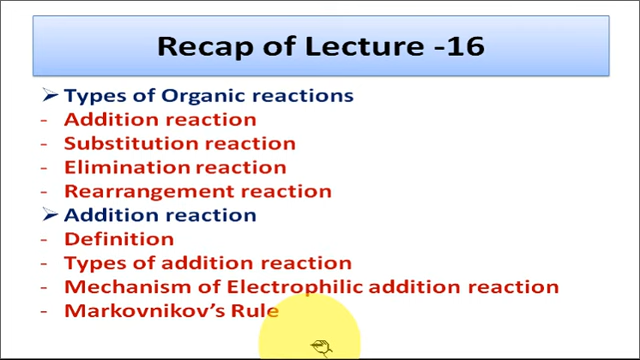 Recap of Lecture -16
➢ Types of Organic reactions
- Addition reaction
- Substitution reaction
- Elimination reaction
- Rearrangement reaction
➢ Addition reaction
- Definition
- Types of addition reaction
- Mechanism of Electrophilic addition reaction
- Markovnikov’s Rule